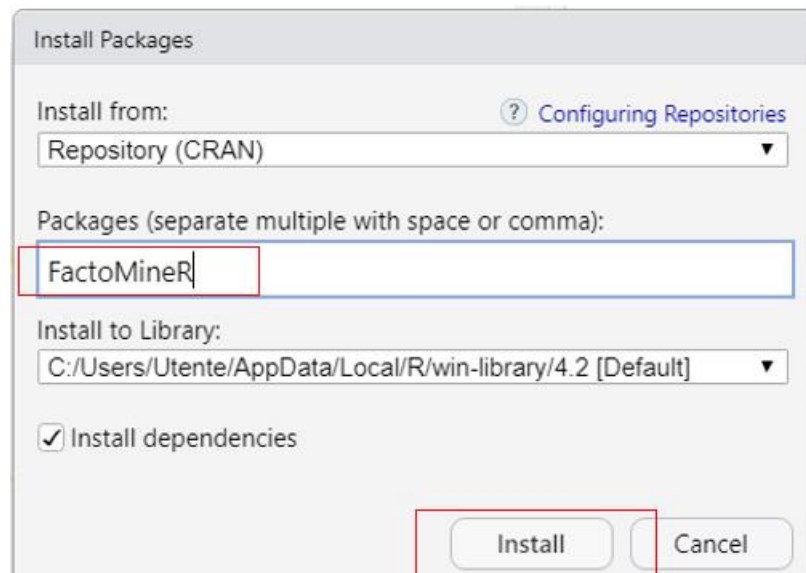 Install Packages
Install from:
? Configuring Repositories
Repository (CRAN)
Packages (separate multiple with space or comma):
FactoMineR
Install to Library:
C:/Users/Utente/AppData/Local/R/win-library/4.2 [Default]
Install dependencies
Install
Cancel